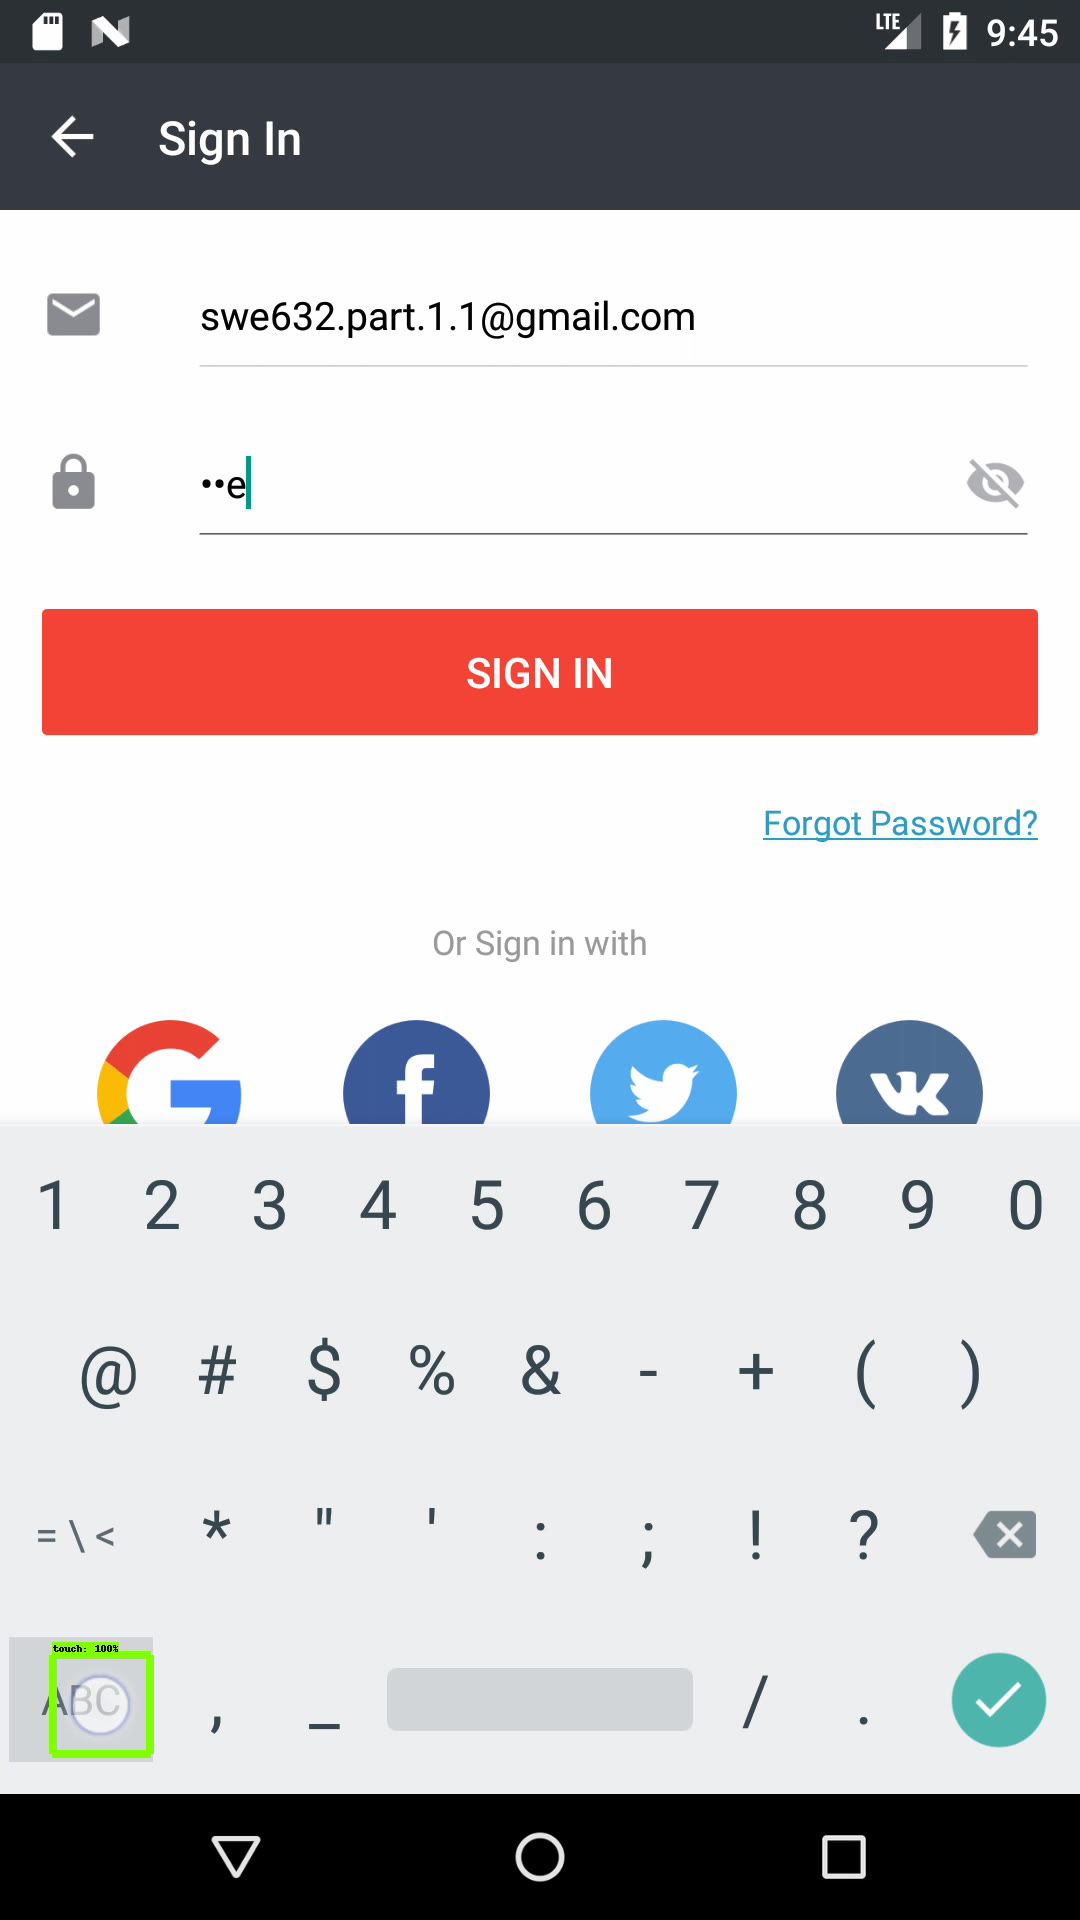 LTE 9:45
Sign In
swe632.part.1.1@gmail.com
••e
SIGN IN
Forgot Password?
Or Sign in with
1 2 3 4 5 6 7 8 9 0
@ # $ % & - + ( )
= \ < * " ' : ; ! ?
touch: 100%
ABC , _ / .